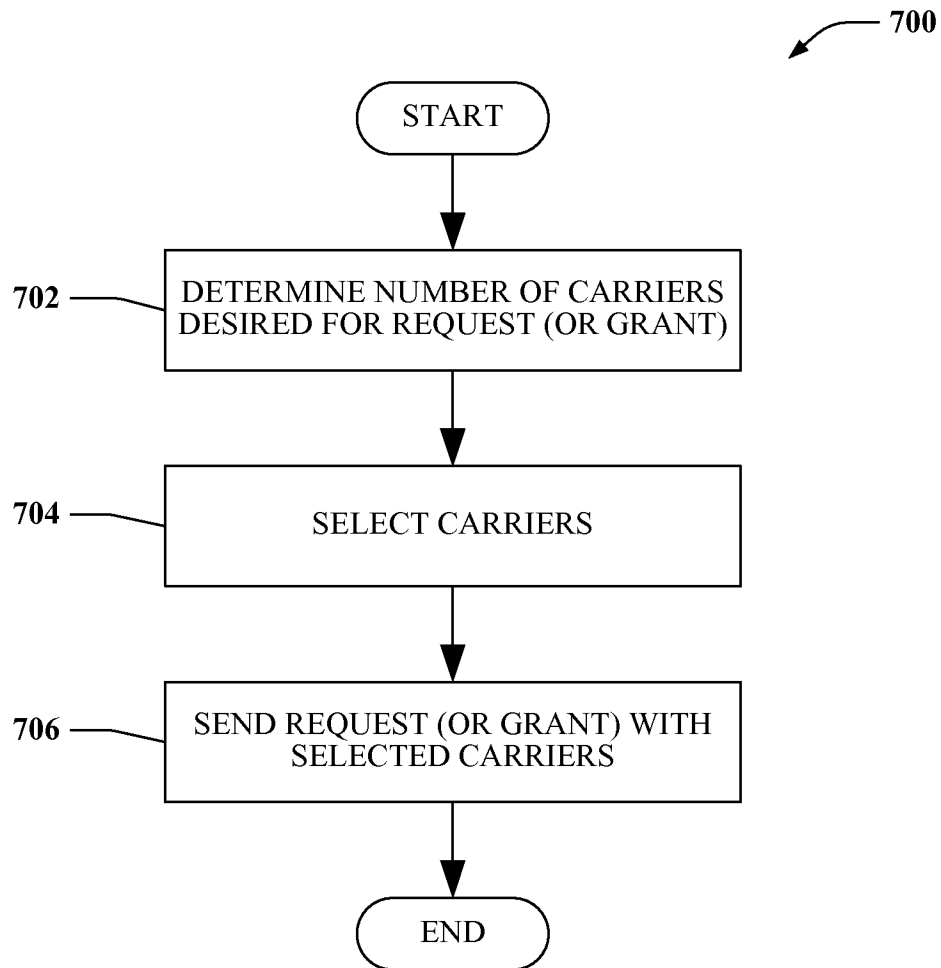 700
START
702
DETERMINE NUMBER OF CARRIERS
DESIRED FOR REQUEST (OR GRANT)
704
SELECT CARRIERS
706
SEND REQUEST (OR GRANT) WITH
SELECTED CARRIERS
END